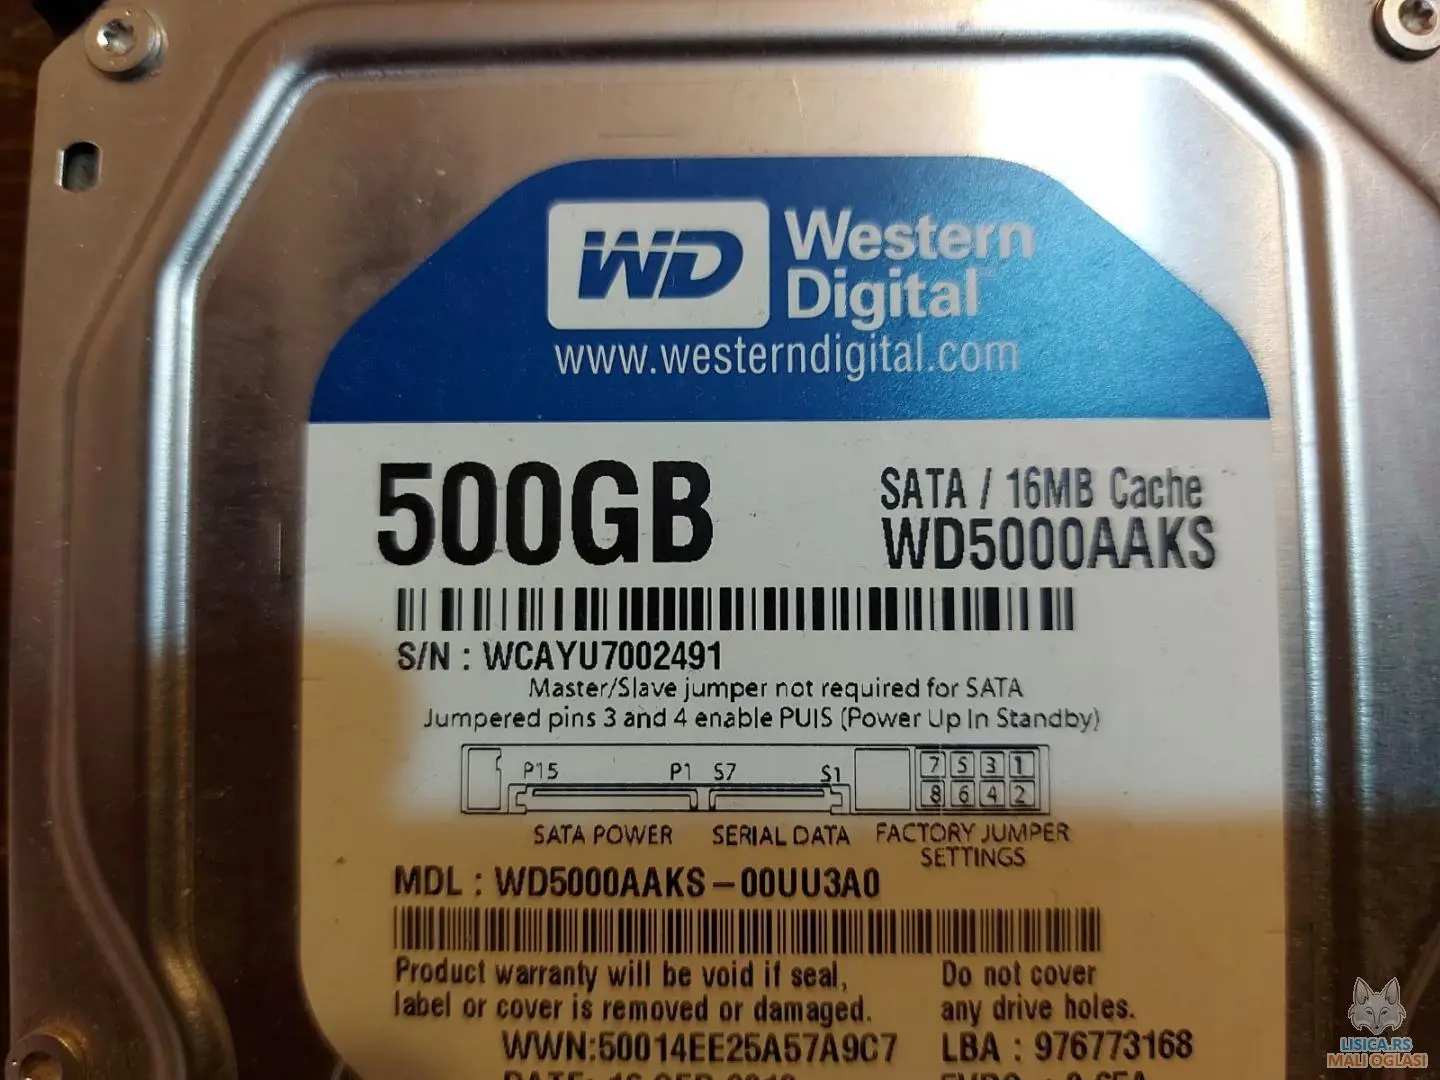 WD Western
Digital
www.westerndigital.com
500GB
SATA / 16MB Cache
WD5000AAKS
S/N : WCAYU7002491
Master/Slave jumper not required for SATA
Jumpered pins 3 and 4 enable PUIS (Power Up In Standby)
P15 P1 S7 S1 7 5 3 1
8 6 4 2
SATA POWER SERIAL DATA FACTORY JUMPER
SETTINGS
MDL : WD5000AAKS – 00UU3A0
Product warranty will be void if seal,
label or cover is removed or damaged.
Do not cover
any drive holes.
WWN:50014EE25A57A9C7 LBA : 976773168
LISICA.RS
MALI OGLASI